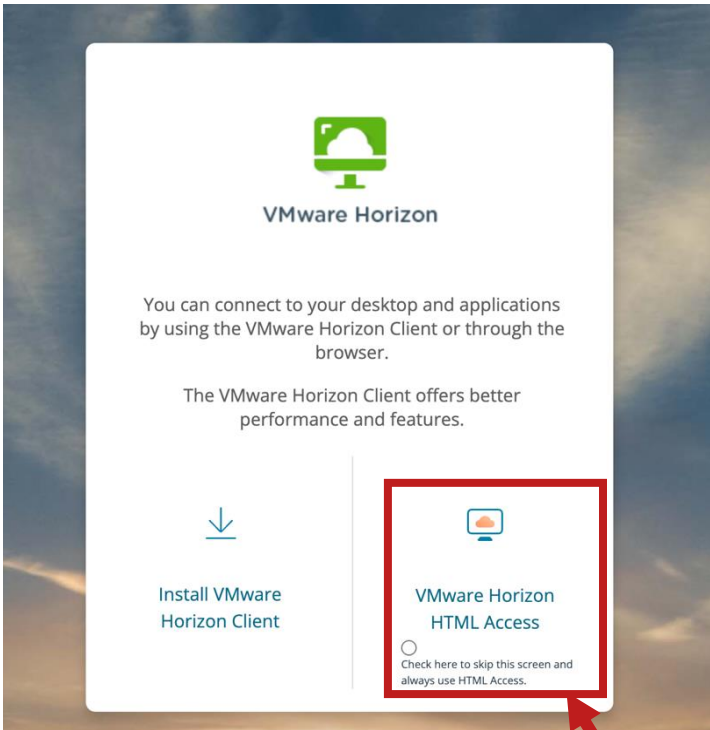 VMware Horizon
You can connect to your desktop and applications
by using the VMware Horizon Client or through the
browser.
The VMware Horizon Client offers better
performance and features.
Install VMware
Horizon Client
VMware Horizon
HTML Access
Check here to skip this screen and
always use HTML Access.